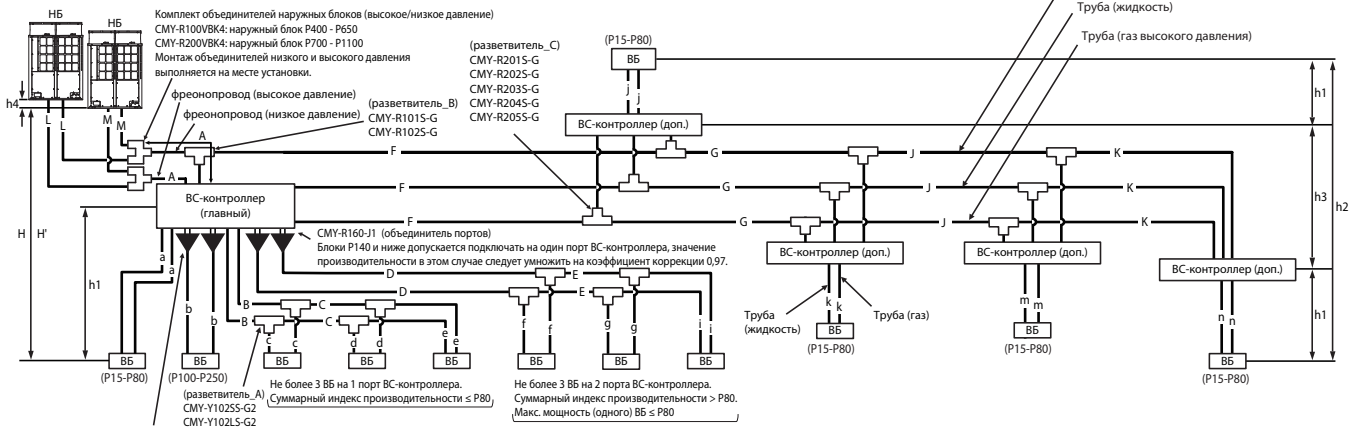 НБ
НБ
Комплект объединителей наружных блоков (высокое/низкое давление)
CMY-R100VBK4: наружный блок P400 - P650
CMY-R200VBK4: наружный блок P700 - P1100
Монтаж объединителей низкого и высокого давления
выполняется на месте установки.
фреонопровод (высокое давление)
фреонопровод (низкое давление)
(разветвитель_B)
CMY-R101S-G
CMY-R102S-G
(разветвитель_C)
CMY-R201S-G
CMY-R202S-G
CMY-R203S-G
CMY-R204S-G
CMY-R205S-G
(P15-P80)
ВБ
j
j
ВС-контроллер (доп.)
Труба (жидкость)
Труба (газ высокого давления)
h4
L
L
M
M
A
A
F
G
J
K
F
G
J
K
F
G
J
K
h1
h3
h2
h1
H
H'
h1
ВС-контроллер
(главный)
CMY-R160-J1 (объединитель портов)
Блоки P140 и ниже допускается подключать на один порт ВС-контроллера, значение
производительности в этом случае следует умножить на коэффициент коррекции 0,97.
a
a
b
b
B
C
B
C
D
E
D
E
c
c
d
d
e
e
f
f
g
g
i
i
ВС-контроллер (доп.)
ВС-контроллер (доп.)
ВС-контроллер (доп.)
Труба
(жидкость)
k
k
Труба (газ)
m
m
n
n
ВБ
(P15-P80)
ВБ
(P15-P80)
ВБ
(P15-P80)
ВБ
(P15-P80)
ВБ
(P100-P250)
ВБ
ВБ
ВБ
ВБ
ВБ
ВБ
(разветвитель_A)
CMY-Y102SS-G2
CMY-Y102LS-G2
Не более 3 ВБ на 1 порт ВС-контроллера.
Суммарный индекс производительности ≤ P80
Не более 3 ВБ на 2 порта ВС-контроллера.
Суммарный индекс производительности > P80.
Макс. мощность (одного) ВБ ≤ P80